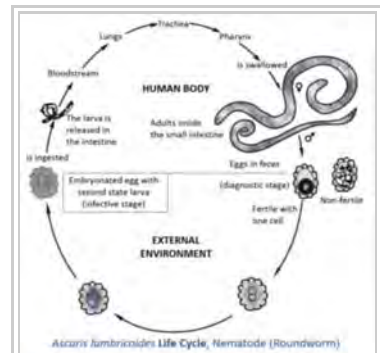 Lungs
Trachea
Pharynx
is swallowed
Bloodstream
HUMAN BODY
The larva is
released in
the intestine
Adults inside
the small intestine
♀
♂
is ingested
Eggs in feces
(diagnostic stage)
Embryonated egg with
second state larva
(infective stage)
Non-fertile
Fertile with
one cell
EXTERNAL
ENVIRONMENT
Ascaris lumbricoides Life Cycle, Nematode (Roundworm)